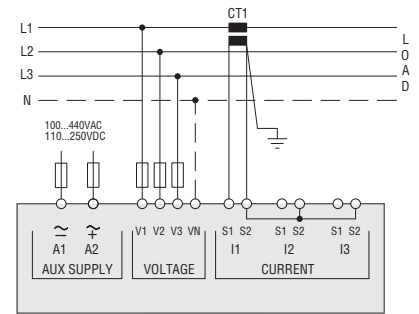 CT1
L1
L2
L3
N
L
O
A
D
100...440VAC
110...250VDC
V1 V2 V3 VN
S1 S2 S1 S2 S1 S2
A1 A2
I1 I2 I3
AUX SUPPLY VOLTAGE CURRENT